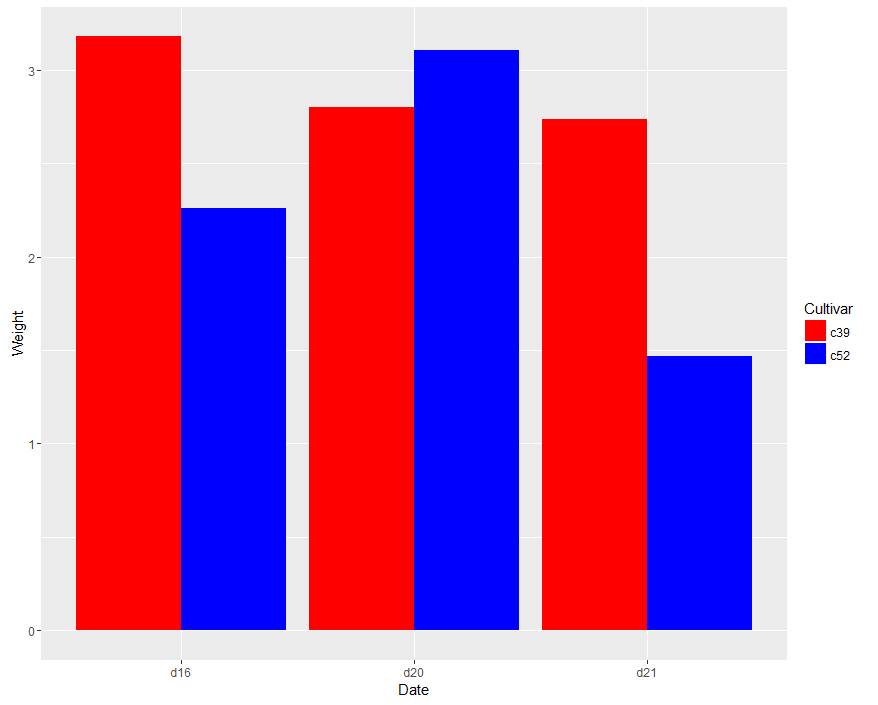 Weight
3
2
1
0
d16 d20 d21
Date
Cultivar
c39
c52